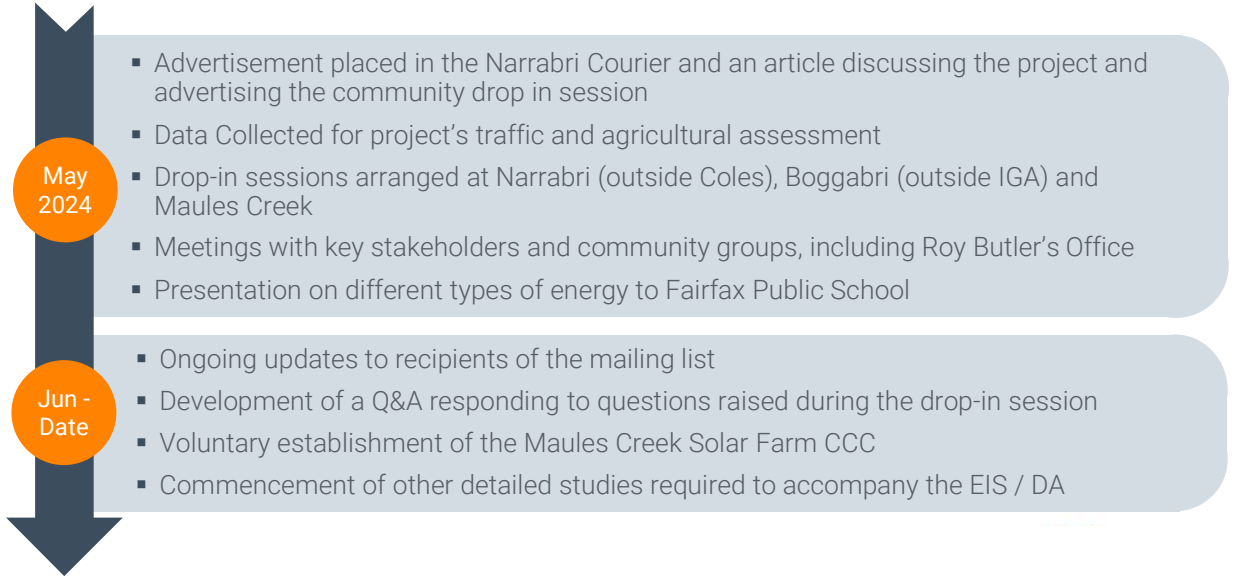 May
2024
▪ Advertisement placed in the Narrabri Courier and an article discussing the project and
advertising the community drop in session
▪ Data Collected for project's traffic and agricultural assessment
▪ Drop-in sessions arranged at Narrabri (outside Coles), Boggabri (outside IGA) and
Maules Creek
▪ Meetings with key stakeholders and community groups, including Roy Butler's Office
▪ Presentation on different types of energy to Fairfax Public School
Jun -
Date
▪ Ongoing updates to recipients of the mailing list
▪ Development of a Q&A responding to questions raised during the drop-in session
▪ Voluntary establishment of the Maules Creek Solar Farm CCC
▪ Commencement of other detailed studies required to accompany the EIS / DA